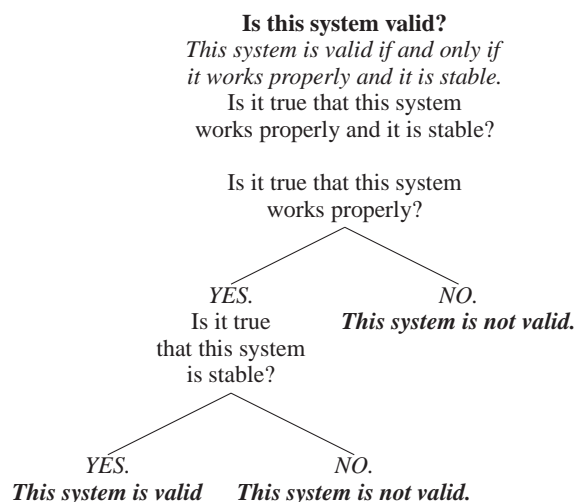 Is this system valid?
This system is valid if and only if
it works properly and it is stable.
Is it true that this system
works properly and it is stable?
Is it true that this system
works properly?
YES.
Is it true
that this system
is stable?
NO.
This system is not valid.
YES.
This system is valid
NO.
This system is not valid.